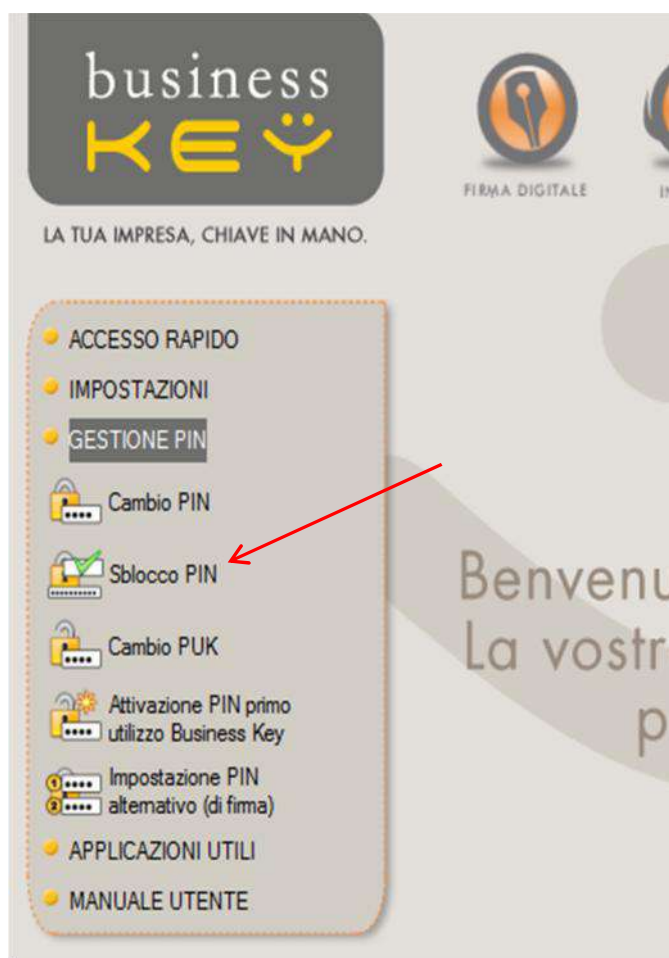 business
KEY
FIRMA DIGITALE
LA TUA IMPRESA, CHIAVE IN MANO.
ACCESSO RAPIDO
IMPOSTAZIONI
GESTIONE PIN
Cambio PIN
Sblocco PIN
Cambio PUK
Attivazione PIN primo
utilizzo Business Key
Impostazione PIN
alternativo (di firma)
APPLICAZIONI UTILI
MANUALE UTENTE
Benvenu
La vostr
p